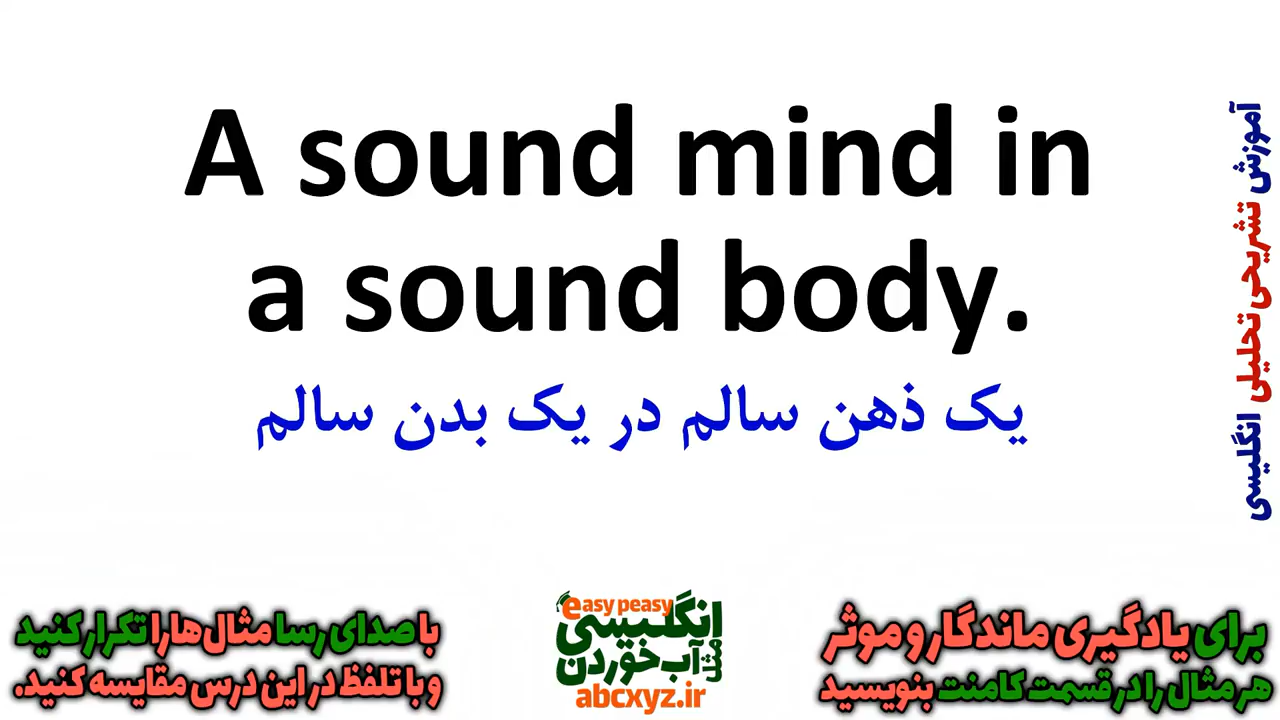 A sound mind in
a sound body.
یک ذهن سالم در یک بدن سالم
آموزش تشریحی تحلیلی انگلیسی
برای یادگیری ماندگار و موثر
هر مثال را در قسمت کامنت بنویسید
easy peasy
انگلیسی
مثل آب خوردن
abcxyz.ir
با صدای رسا مثال‌ها را تکرار کنید
و با تلفظ در این درس مقایسه کنید.